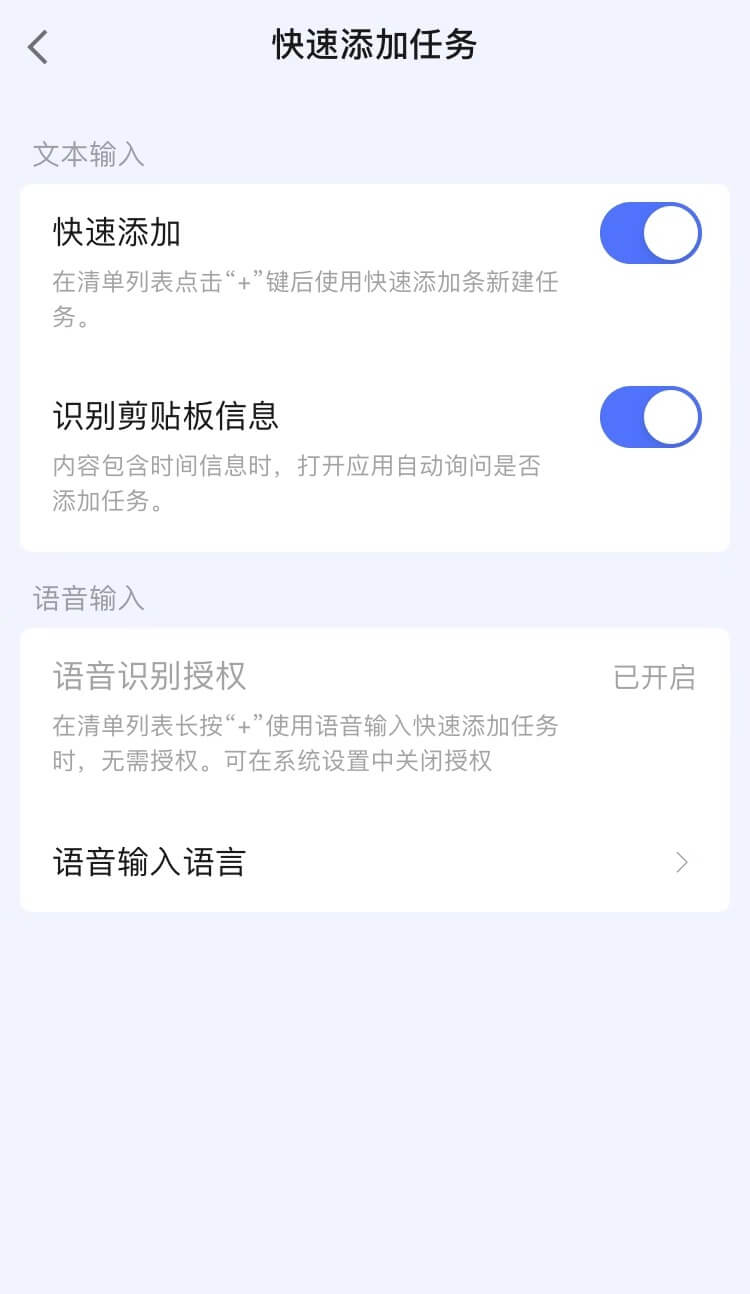 快速添加任务
文本输入
快速添加
在清单列表点击“+”键后使用快速添加条新建任
务。
识别剪贴板信息
内容包含时间信息时，打开应用自动询问是否
添加任务。
语音输入
语音识别授权
已开启
在清单列表长按“+”使用语音输入快速添加任务
时，无需授权。可在系统设置中关闭授权
语音输入语言